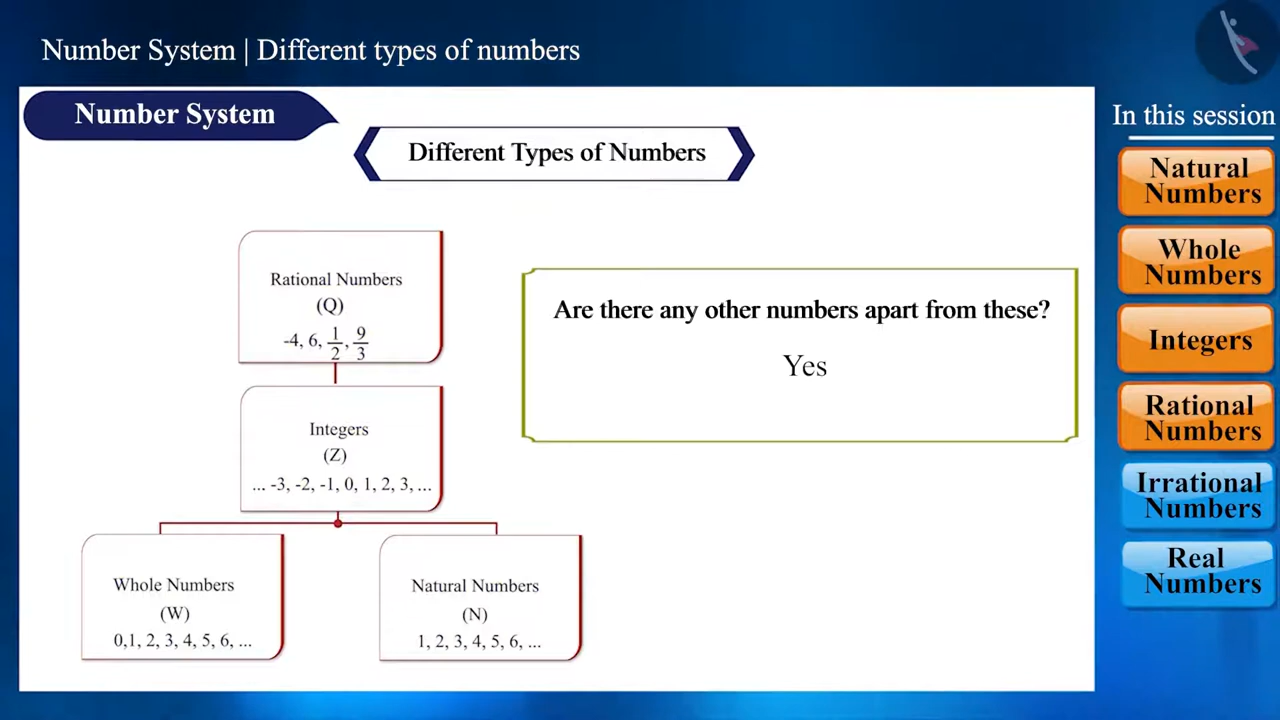 Number System | Different types of numbers
Number System
Different Types of Numbers
Rational Numbers
(Q)
-4, 6, 1/2, 9/3
Integers
(Z)
... -3, -2, -1, 0, 1, 2, 3, ...
Whole Numbers
(W)
0,1, 2, 3, 4, 5, 6, ...
Natural Numbers
(N)
1, 2, 3, 4, 5, 6, ...
Are there any other numbers apart from these?
Yes
In this session
Natural
Numbers
Whole
Numbers
Integers
Rational
Numbers
Irrational
Numbers
Real
Numbers